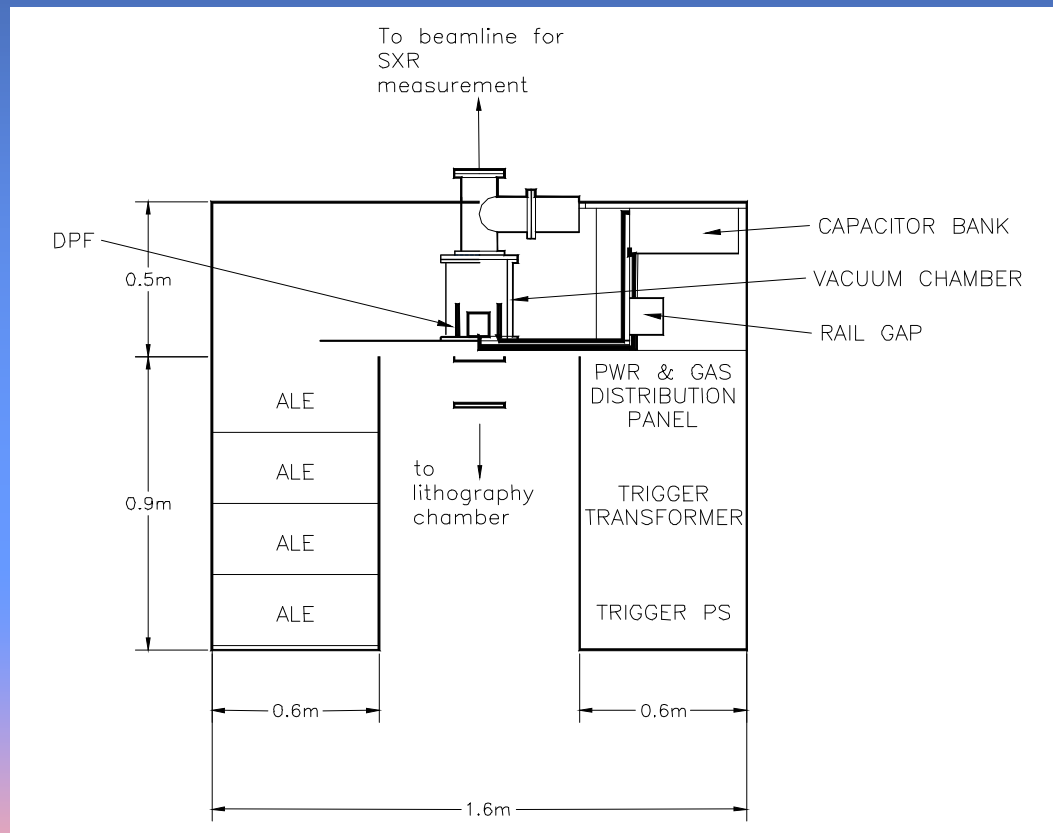 To beamline for
SXR
measurement
DPF
CAPACITOR BANK
0.5m
VACUUM CHAMBER
RAIL GAP
PWR & GAS
DISTRIBUTION
PANEL
ALE
to
lithography
chamber
ALE
0.9m
TRIGGER
TRANSFORMER
ALE
ALE
TRIGGER PS
0.6m
0.6m
1.6m